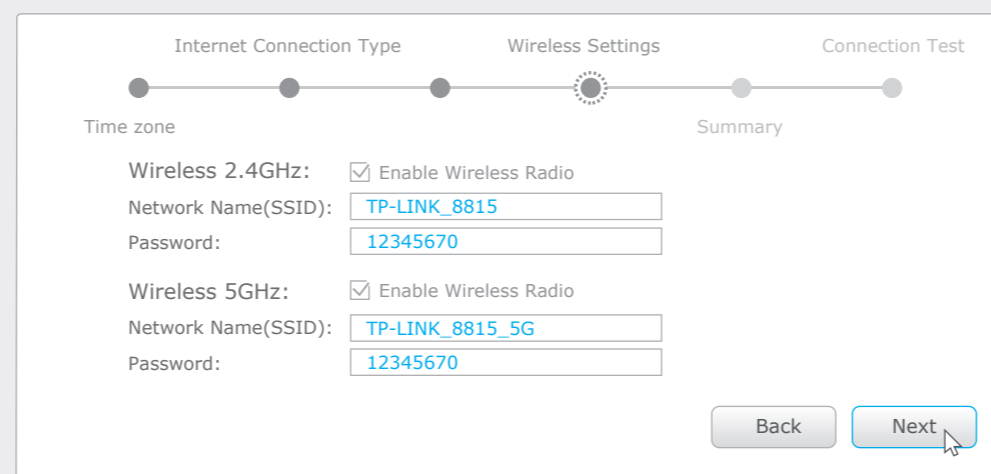 Internet Connection Type Wireless Settings Connection Test
Time zone Summary
Wireless 2.4GHz: Enable Wireless Radio
Network Name(SSID): TP-LINK_8815
Password: 12345670
Wireless 5GHz: Enable Wireless Radio
Network Name(SSID): TP-LINK_8815_5G
Password: 12345670
Back Next